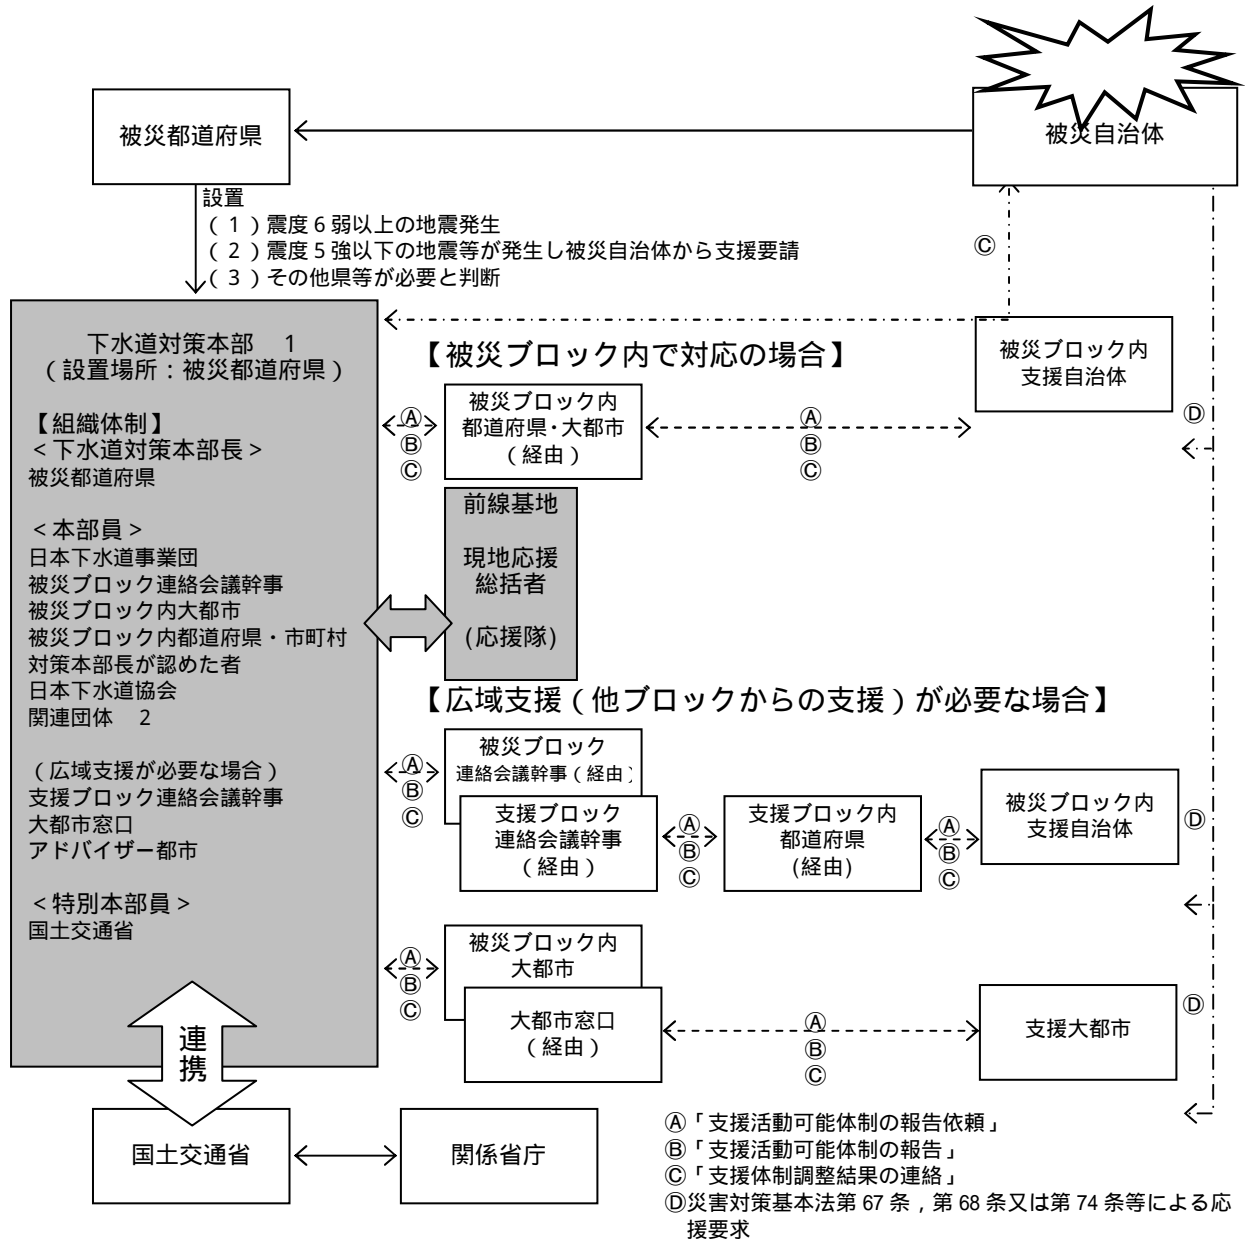 被災都道府県
被災自治体
設置
(1)震度6弱以上の地震発生
(2)震度5強以下の地震等が発生し被災自治体から支援要請
(3)その他県等が必要と判断
Ⓒ
下水道対策本部 1
(設置場所:被災都道府県)
【組織体制】
<下水道対策本部長>
被災都道府県
<本部員>
日本下水道事業団
被災ブロック連絡会議幹事
被災ブロック内大都市
被災ブロック内都道府県・市町村
対策本部長が認めた者
日本下水道協会
関連団体 2
(広域支援が必要な場合)
支援ブロック連絡会議幹事
大都市窓口
アドバイザー都市
<特別本部員>
国土交通省
連
携
【被災ブロック内で対応の場合】
Ⓐ
Ⓑ
Ⓒ
被災ブロック内
都道府県・大都市
(経由)
Ⓐ
Ⓑ
Ⓒ
被災ブロック内
支援自治体
Ⓓ
前線基地
現地応援
総括者
(応援隊)
【広域支援(他ブロックからの支援)が必要な場合】
Ⓐ
Ⓑ
Ⓒ
被災ブロック
連絡会議幹事(経由)
支援ブロック
連絡会議幹事
(経由)
Ⓐ
Ⓑ
Ⓒ
支援ブロック内
都道府県
(経由)
Ⓐ
Ⓑ
Ⓒ
被災ブロック内
支援自治体
Ⓓ
Ⓐ
Ⓑ
Ⓒ
被災ブロック内
大都市
大都市窓口
(経由)
Ⓐ
Ⓑ
Ⓒ
支援大都市
Ⓓ
国土交通省
関係省庁
Ⓐ「支援活動可能体制の報告依頼」
Ⓑ「支援活動可能体制の報告」
Ⓒ「支援体制調整結果の連絡」
Ⓓ災害対策基本法第67条,第68条又は第74条等による応
援要求